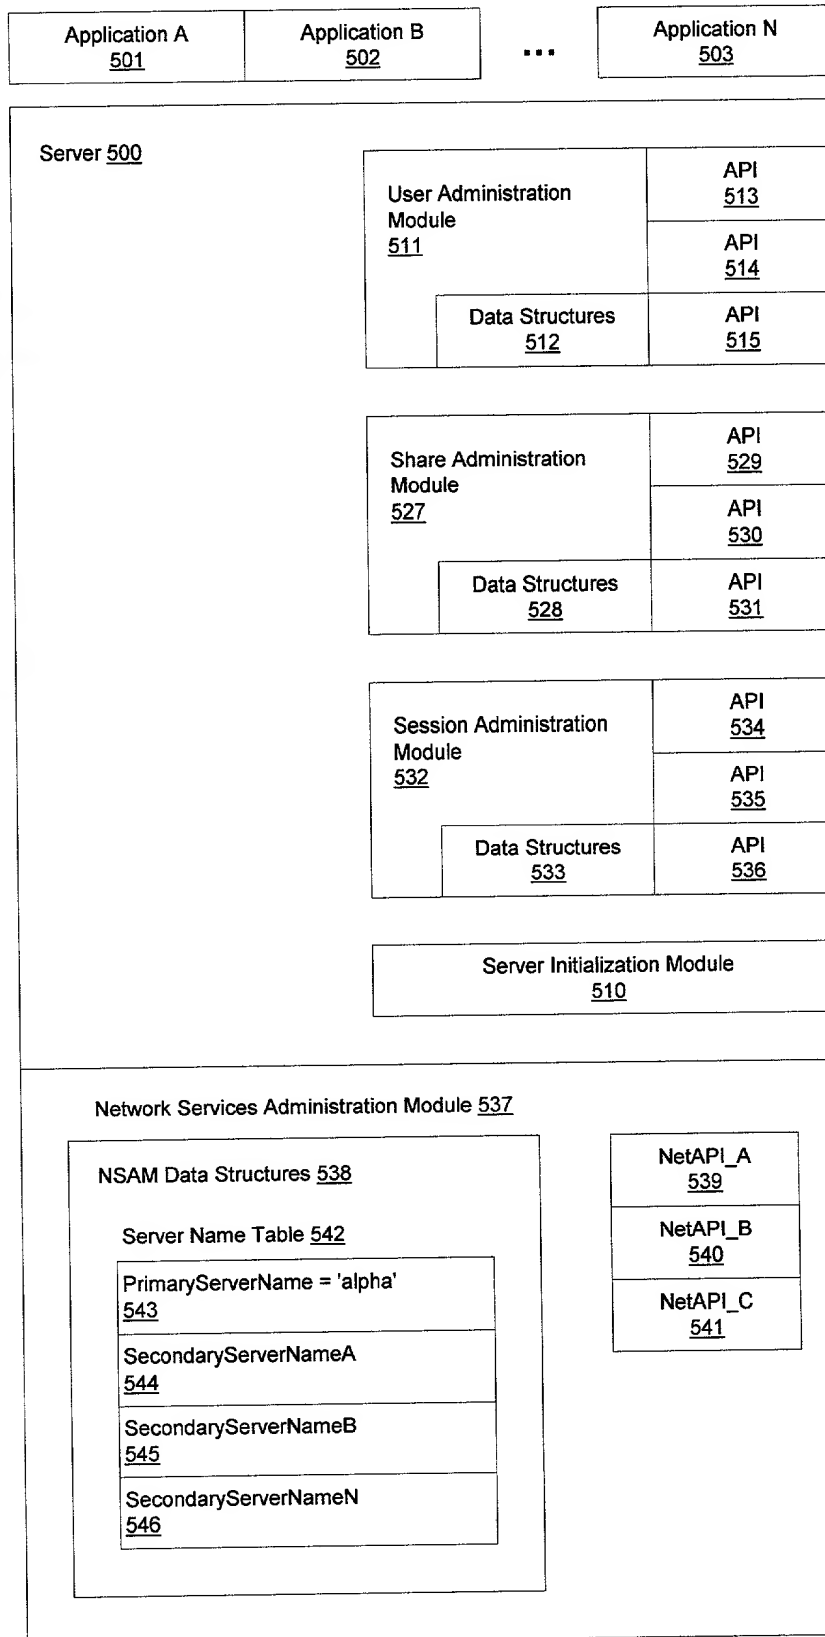 Application A
501
Application B
502
...
Application N
503
Server 500
User Administration
Module
511
API
513
API
514
Data Structures
512
API
515
Share Administration
Module
527
API
529
API
530
Data Structures
528
API
531
Session Administration
Module
532
API
534
API
535
Data Structures
533
API
536
Server Initialization Module
510
Network Services Administration Module 537
NSAM Data Structures 538
Server Name Table 542
PrimaryServerName = 'alpha'
543
SecondaryServerNameA
544
SecondaryServerNameB
545
SecondaryServerNameN
546
NetAPI_A
539
NetAPI_B
540
NetAPI_C
541